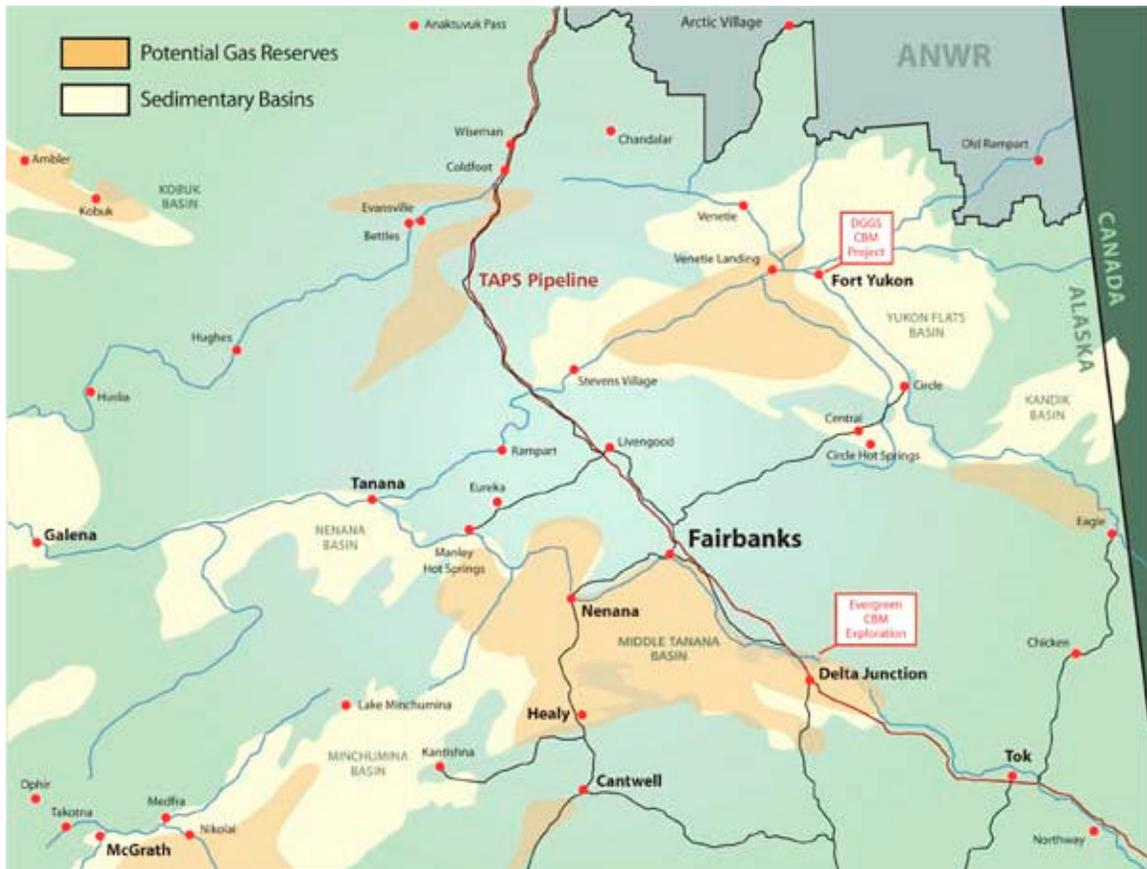 Anaktuvuk Pass
Arctic Village
Potential Gas Reserves
ANWR
Sedimentary Basins
Wiseman
Chandalar
Old Rampart
Ambler
Coldfoot
KOBUK
BASIN
Kobuk
Evansville
Bettles
Venetie
DGGS
CBM
Project
CANADA
ALASKA
Venetie Landing
Fort Yukon
TAPS Pipeline
YUKON FLATS
BASIN
Hughes
Stevens Village
Huslia
Circle
KANDIK
BASIN
Central
Circle Hot Springs
Livengood
Rampart
Tanana
Eureka
Eagle
Galena
NENANA
BASIN
Manley
Hot Springs
Fairbanks
Nenana
Evergreen
CBM
Exploration
MIDDLE TANANA
BASIN
Chicken
Delta Junction
Lake Minchumina
Healy
MINCHUMINA
BASIN
Kantishna
Tok
Cantwell
Ophir
Takotna
Medfra
Nikolai
McGrath
Northway